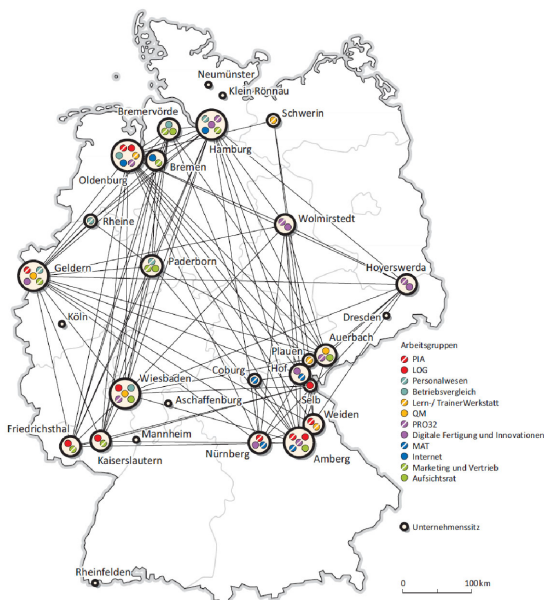 Neumünster
Klein Rönnau
Bremervörde
Schwerin
Hamburg
Oldenburg
Bremen
Rheine
Wolmirstedt
Geldern
Paderborn
Hoyerswerda
Köln
Dresden
Auerbach
Plauen
Hof
Coburg
Wiesbaden
Selb
Aschaffenburg
Weiden
Friedrichsthal
Mannheim
Kaiserslautern
Nürnberg
Amberg
Rheinfelden
Arbeitsgruppen
PIA
LOG
Personalwesen
Betriebsvergleich
Lern-/ TrainerWerkstatt
QM
PRO32
Digitale Fertigung und Innovationen
MAT
Internet
Marketing und Vertrieb
Aufsichtsrat
Unternehmenssitz
0 100km